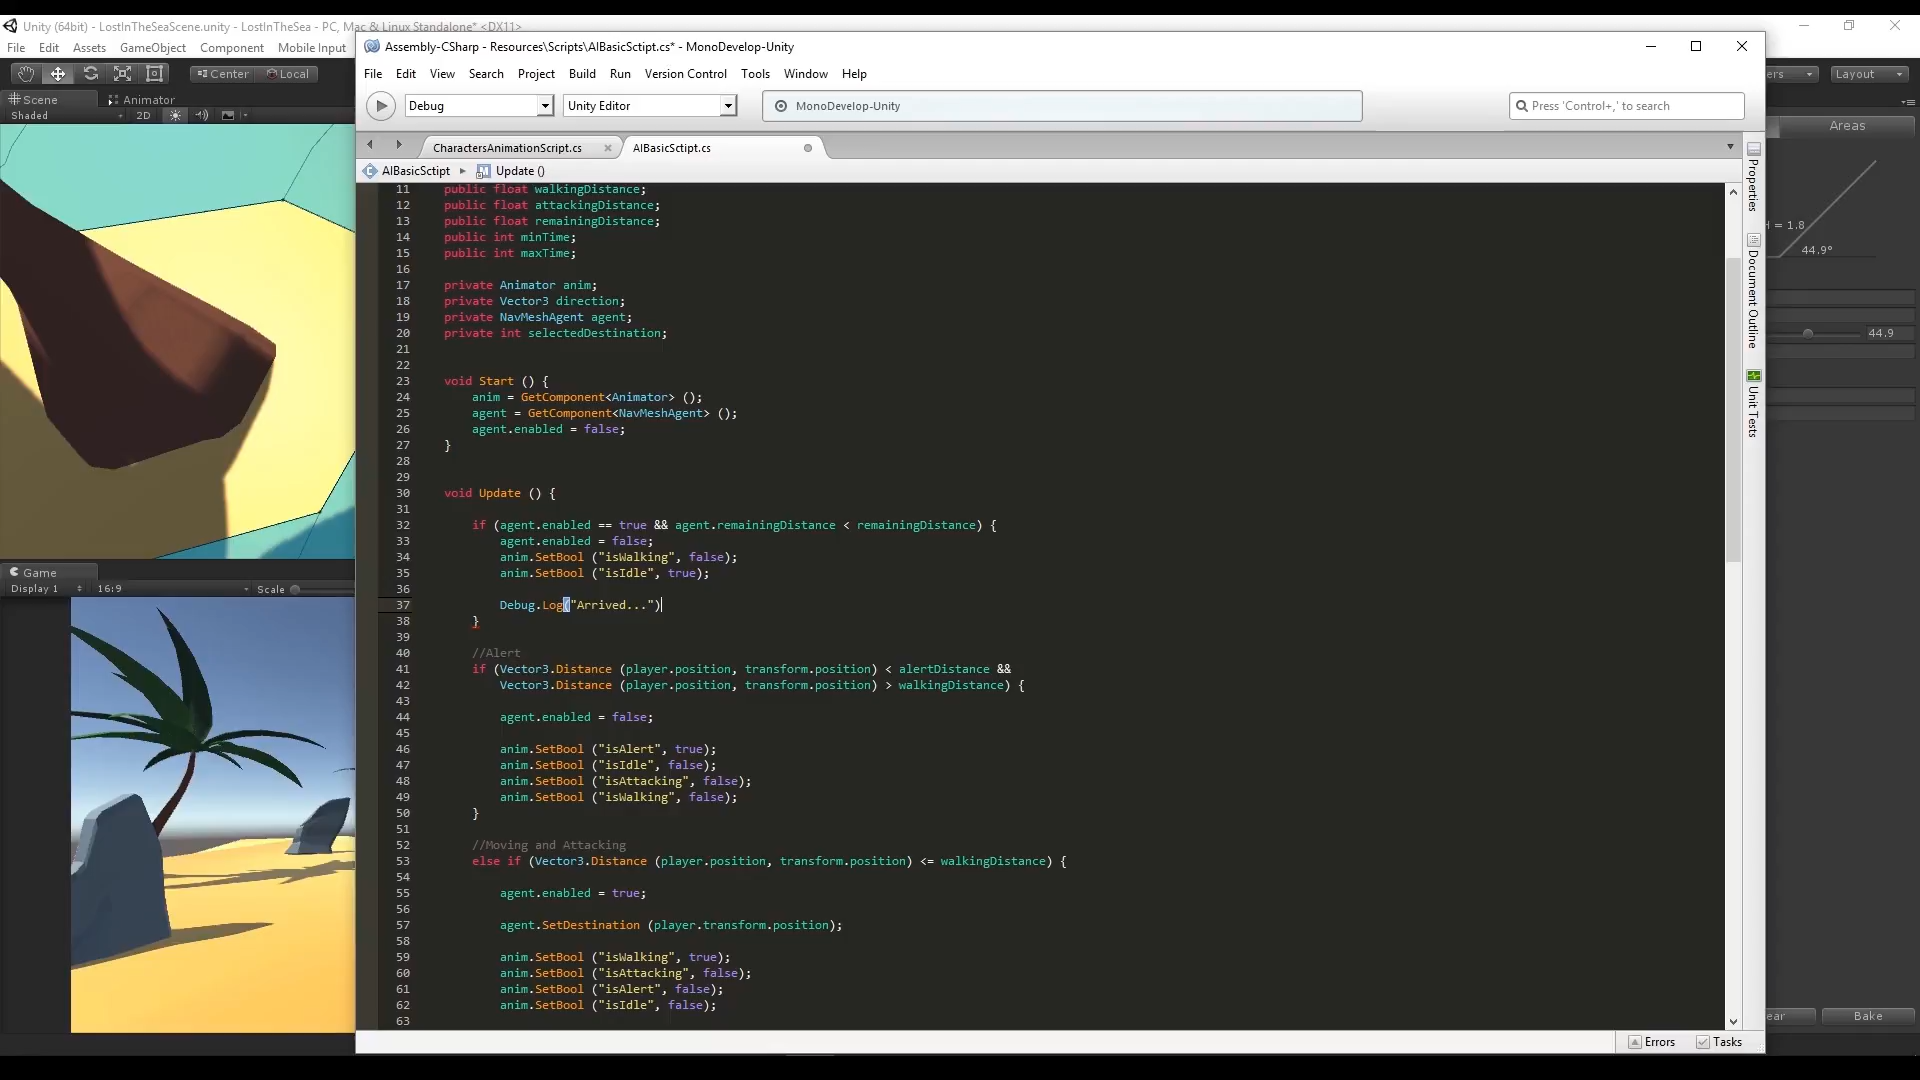 Unity (64bit) - LostInTheSeaScene.unity - LostInTheSea - PC, Mac & Linux Standalone* <DX11>
File Edit Assets GameObject Component Mobile Input
Assembly-CSharp - Resources\Scripts\AIBasicSctipt.cs* - MonoDevelop-Unity
File Edit View Search Project Build Run Version Control Tools Window Help
Center Local
Layout
Debug Unity Editor MonoDevelop-Unity Press 'Control+,' to search
Scene Animator
Shaded 2D
Areas
CharactersAnimationScript.cs AIBasicSctipt.cs
AIBasicSctipt Update ()
11 public float walkingDistance;
12 public float attackingDistance;
13 public float remainingDistance;
14 public int minTime;
15 public int maxTime;
16
17 private Animator anim;
18 private Vector3 direction;
19 private NavMeshAgent agent;
20 private int selectedDestination;
21
22
23 void Start () {
24 anim = GetComponent<Animator> ();
25 agent = GetComponent<NavMeshAgent> ();
26 agent.enabled = false;
27 }
28
29
30 void Update () {
31
32 if (agent.enabled == true && agent.remainingDistance < remainingDistance) {
33 agent.enabled = false;
34 anim.SetBool ("isWalking", false);
35 anim.SetBool ("isIdle", true);
36
37 Debug.Log("Arrived...")
38 }
39
40 //Alert
41 if (Vector3.Distance (player.position, transform.position) < alertDistance &&
42 Vector3.Distance (player.position, transform.position) > walkingDistance) {
43
44 agent.enabled = false;
45
46 anim.SetBool ("isAlert", true);
47 anim.SetBool ("isIdle", false);
48 anim.SetBool ("isAttacking", false);
49 anim.SetBool ("isWalking", false);
50 }
51
52 //Moving and Attacking
53 else if (Vector3.Distance (player.position, transform.position) <= walkingDistance) {
54
55 agent.enabled = true;
56
57 agent.SetDestination (player.transform.position);
58
59 anim.SetBool ("isWalking", true);
60 anim.SetBool ("isAttacking", false);
61 anim.SetBool ("isAlert", false);
62 anim.SetBool ("isIdle", false);
63
Properties
Document Outline
Unit Tests
= 1.8
44.9°
44.9
Game
Display 1 16:9 Scale
Bake
Errors Tasks